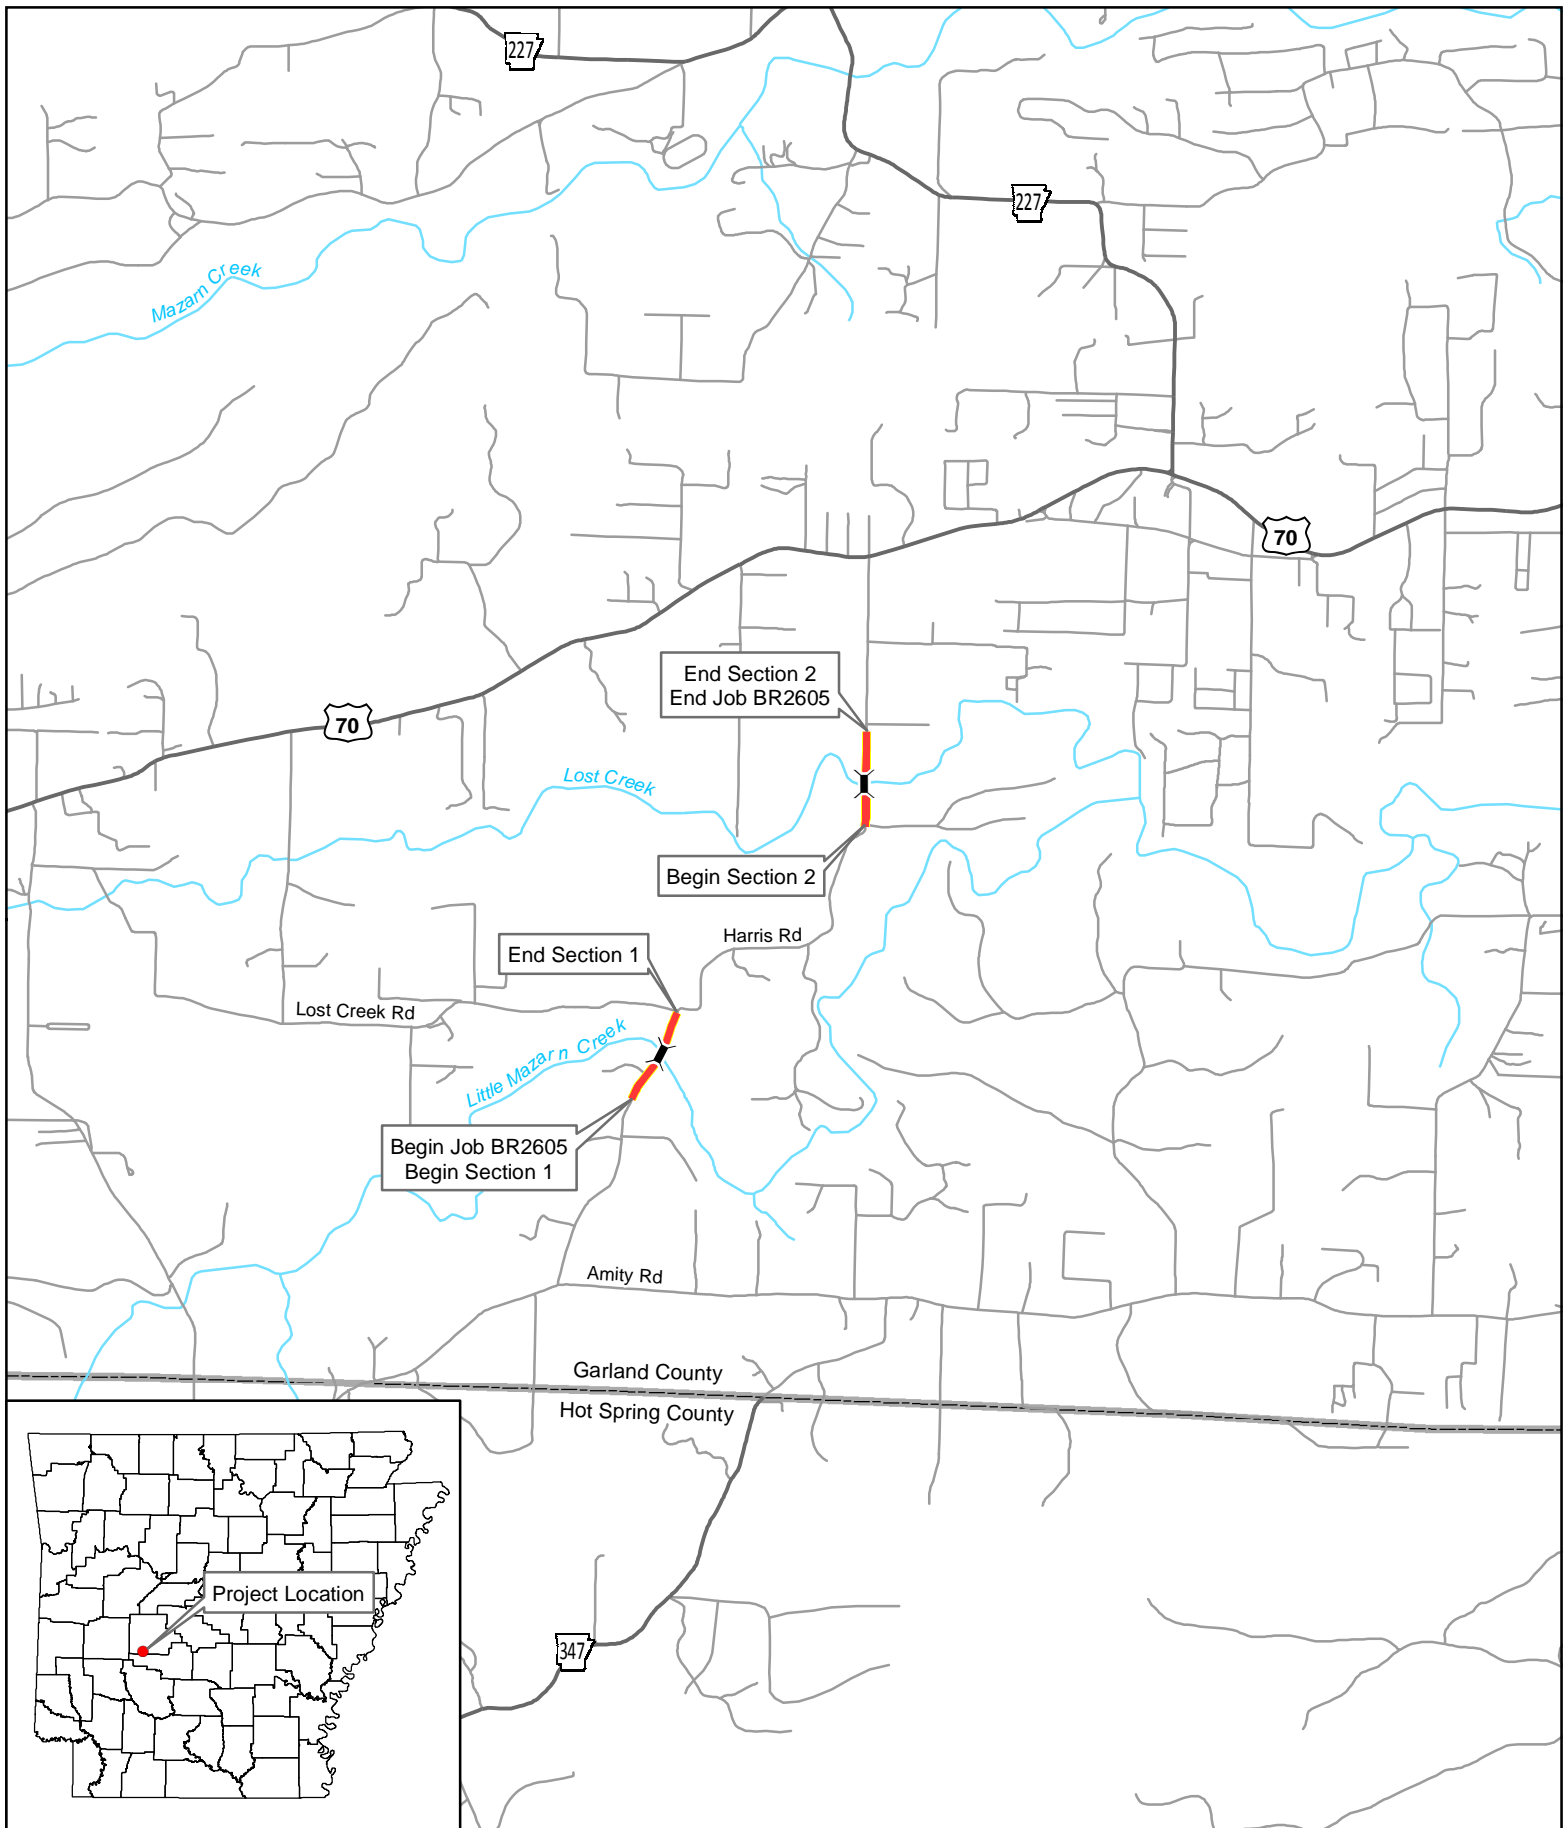 227
227
Mazarn Creek
70
70
End Section 2
End Job BR2605
Lost Creek
Begin Section 2
Harris Rd
End Section 1
Lost Creek Rd
Little Mazarn Creek
Begin Job BR2605
Begin Section 1
Amity Rd
Garland County
Hot Spring County
Project Location
347